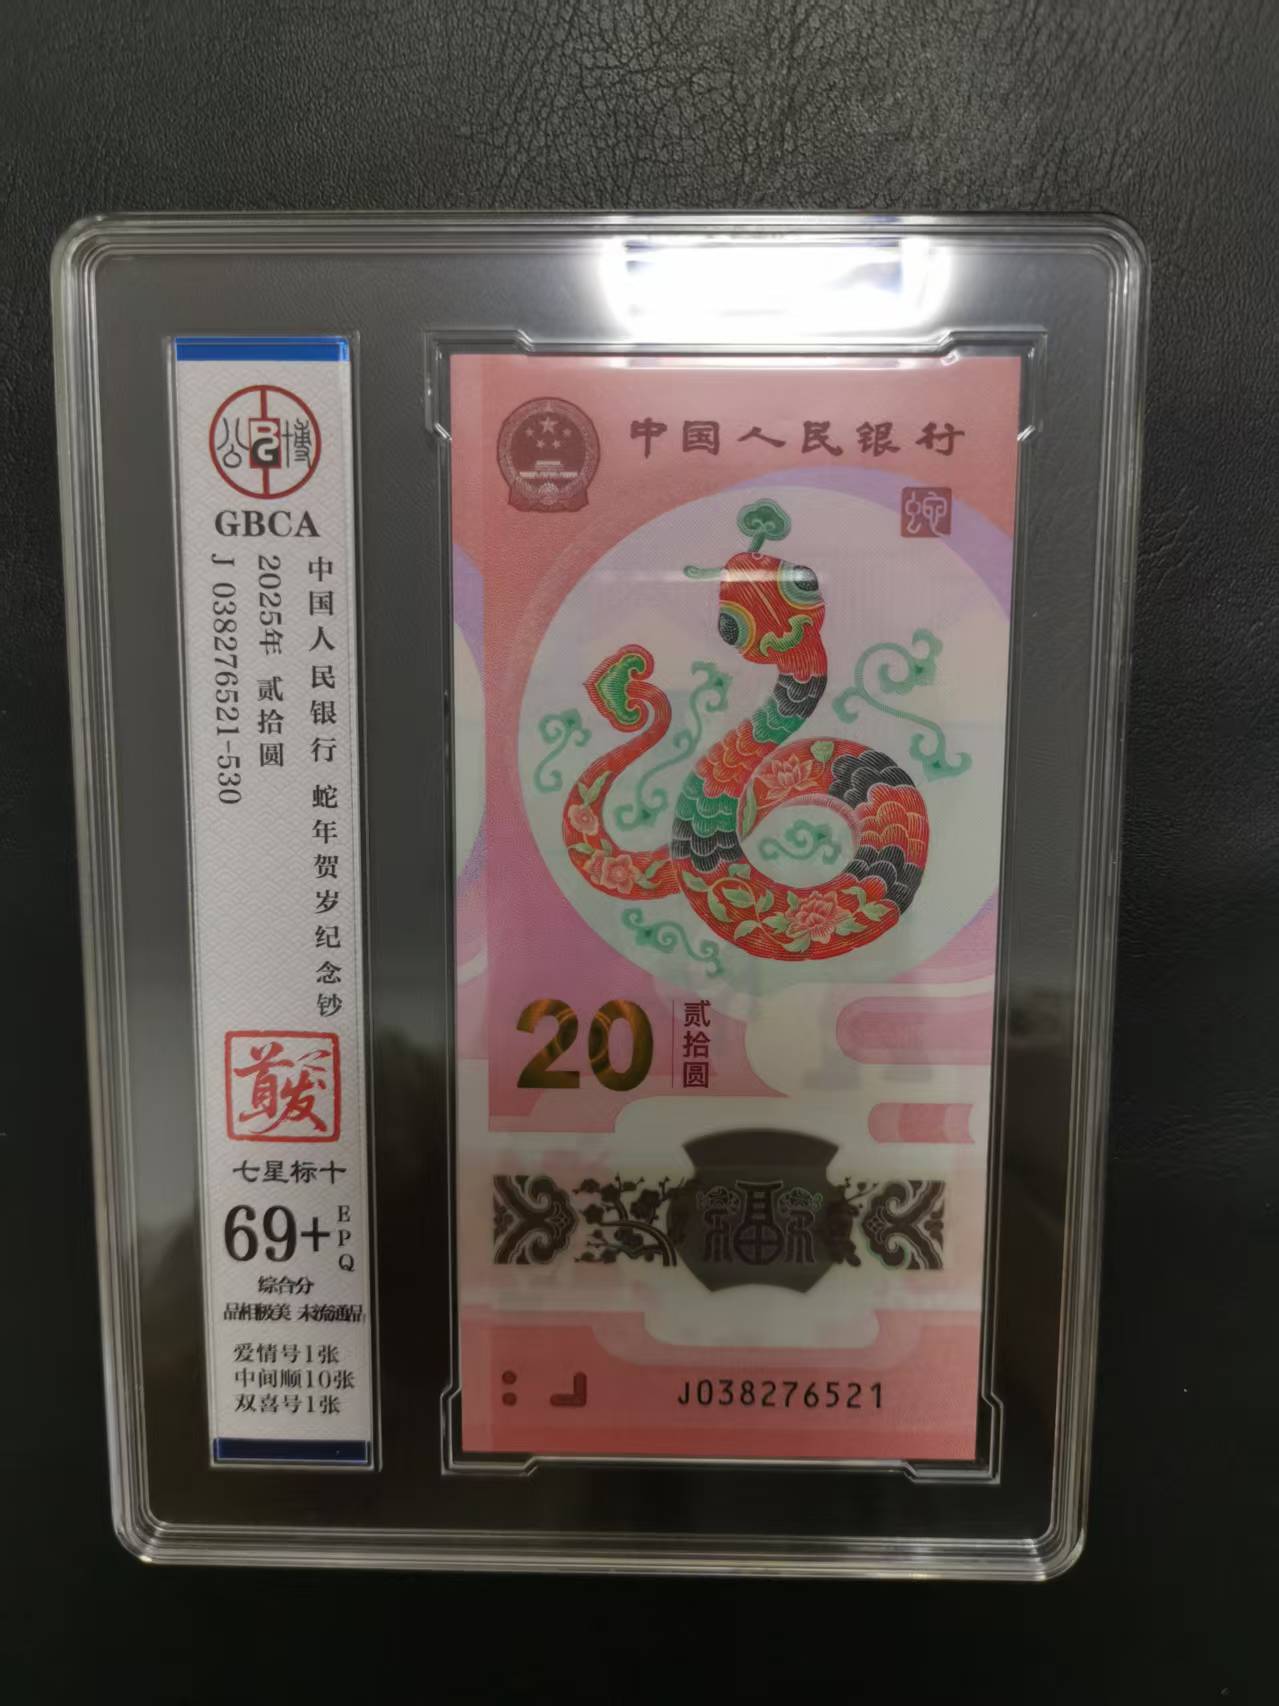 公博
GBCA
中国人民银行 蛇年贺岁纪念钞
2025年 贰拾圆
J 038276521-530
首发
七星标十
69+
EPQ
综合分
品相极美 未流通品
爱情号1张
中间顺10张
双喜号1张
中国人民银行
蛇
20
贰拾圆
福
J038276521